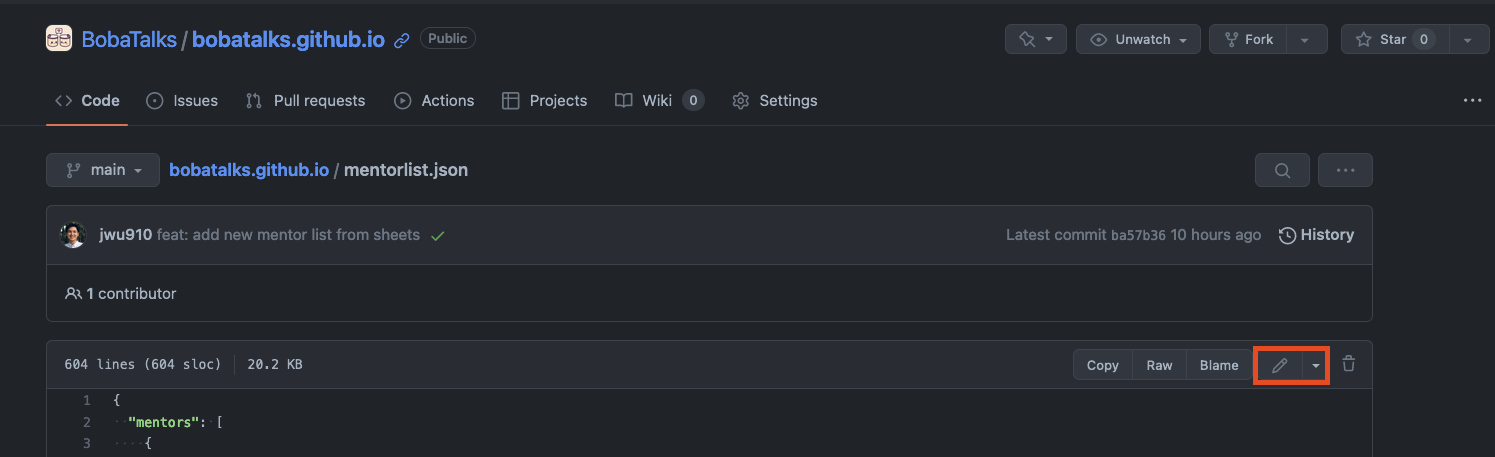 BobaTalks / bobatalks.github.io Public
Unwatch Fork Star 0
Code Issues Pull requests Actions Projects Wiki 0 Settings
main bobatalks.github.io / mentorlist.json
jwu910 feat: add new mentor list from sheets Latest commit ba57b36 10 hours ago History
1 contributor
604 lines (604 sloc) 20.2 KB Copy Raw Blame
1 {
2 "mentors": [
3 {